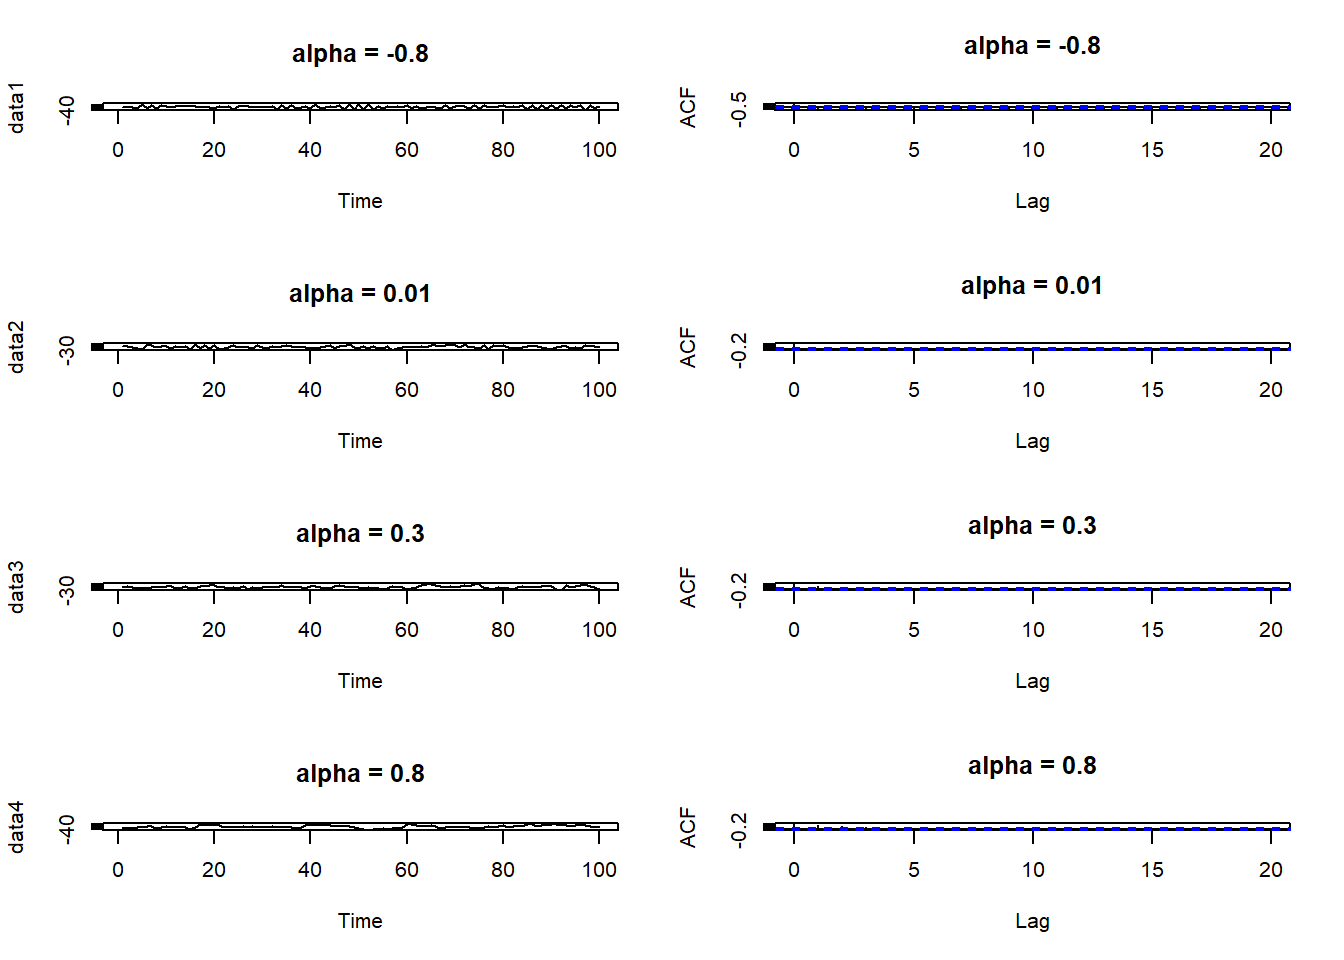 alpha = -0.8
data1
-40
0 20 40 60 80 100
Time
alpha = -0.8
ACF
-0.5
0 5 10 15 20
Lag
alpha = 0.01
data2
-30
0 20 40 60 80 100
Time
alpha = 0.01
ACF
-0.2
0 5 10 15 20
Lag
alpha = 0.3
data3
-30
0 20 40 60 80 100
Time
alpha = 0.3
ACF
-0.2
0 5 10 15 20
Lag
alpha = 0.8
data4
-40
0 20 40 60 80 100
Time
alpha = 0.8
ACF
-0.2
0 5 10 15 20
Lag